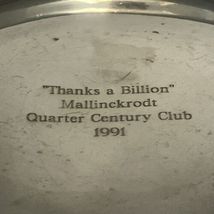 "Thanks a Billion"
Mallinckrodt
Quarter Century Club
1991